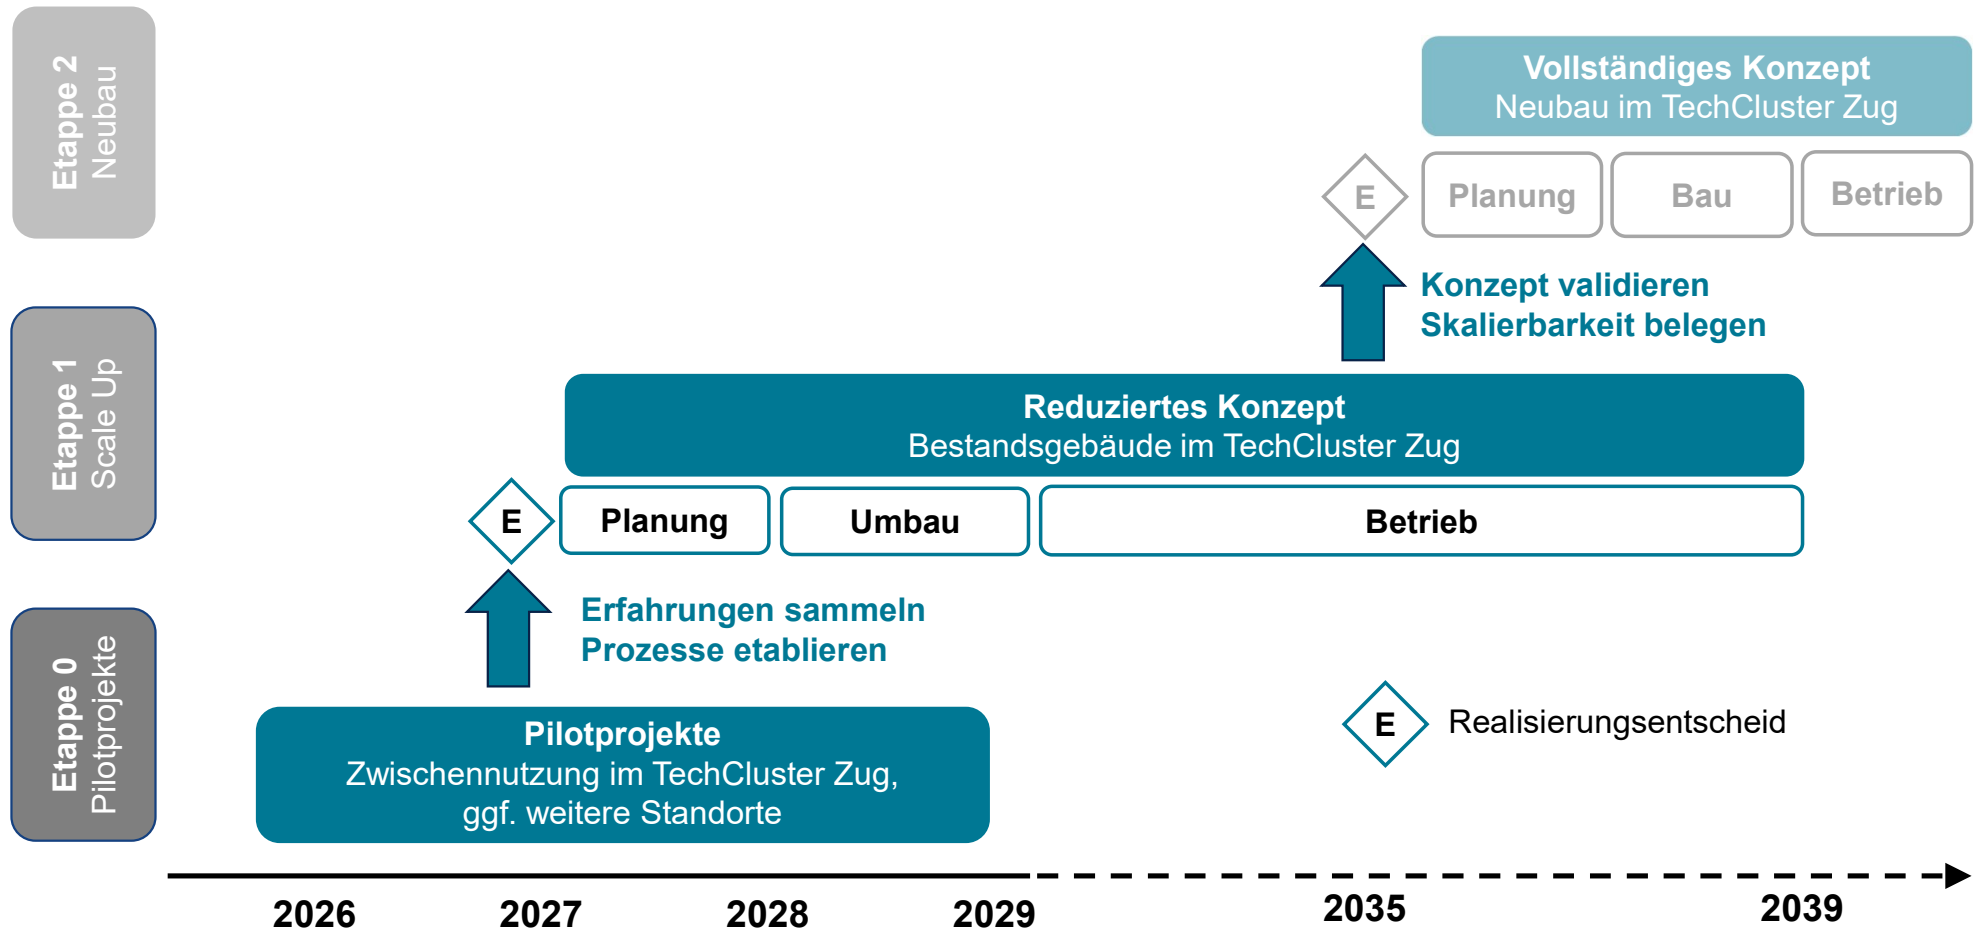 Etappe 2
Neubau
Vollständiges Konzept
Neubau im TechCluster Zug
E
Planung
Bau
Betrieb
Konzept validieren
Skalierbarkeit belegen
Etappe 1
Scale Up
Reduziertes Konzept
Bestandsgebäude im TechCluster Zug
E
Planung
Umbau
Betrieb
Erfahrungen sammeln
Prozesse etablieren
Etappe 0
Pilotprojekte
Pilotprojekte
Zwischennutzung im TechCluster Zug,
ggf. weitere Standorte
E
Realisierungsentscheid
2026
2027
2028
2029
2035
2039